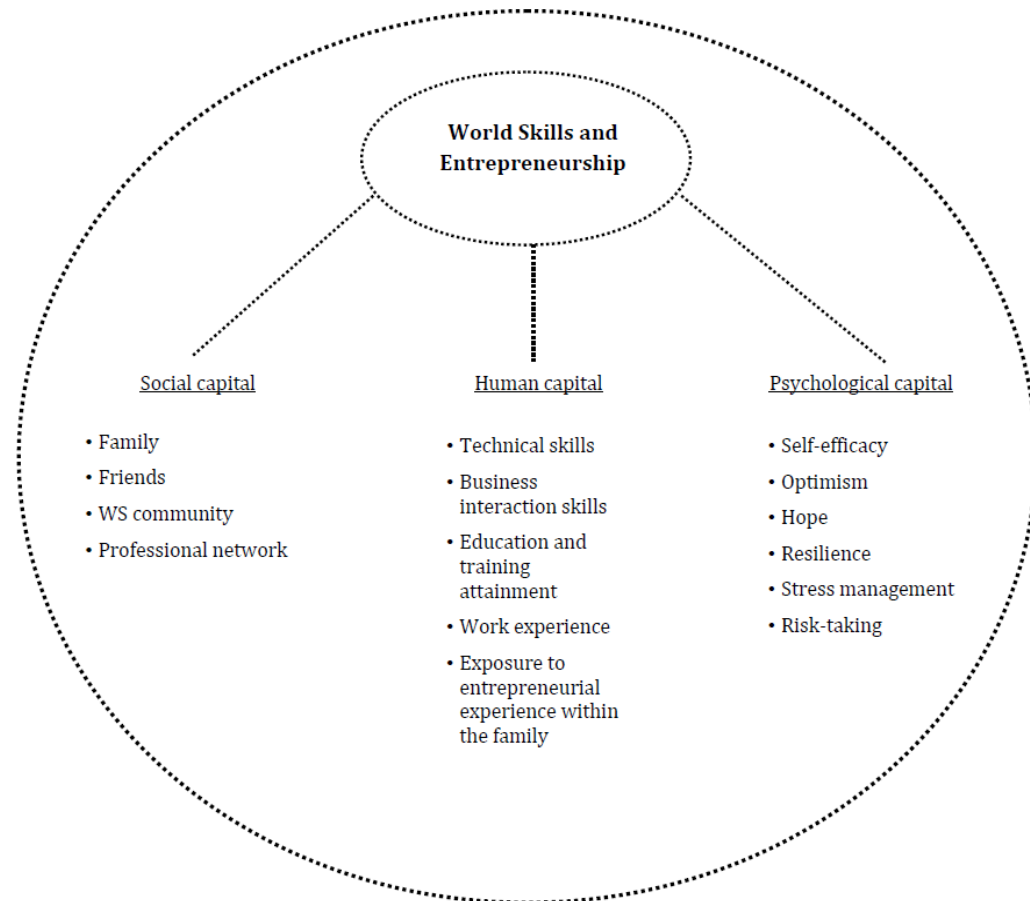 World Skills and
Entrepreneurship
Social capital
• Family
• Friends
• WS community
• Professional network
Human capital
• Technical skills
• Business
interaction skills
• Education and
training
attainment
• Work experience
• Exposure to
entrepreneurial
experience within
the family
Psychological capital
• Self-efficacy
• Optimism
• Hope
• Resilience
• Stress management
• Risk-taking